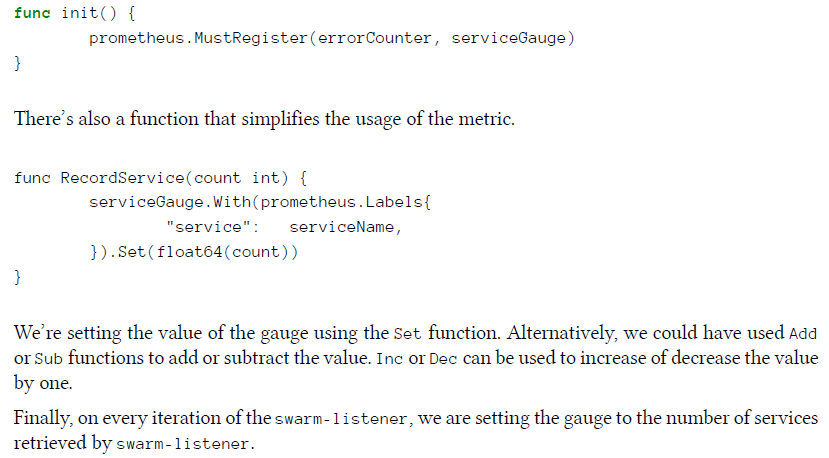 func init() {
prometheus.MustRegister(errorCounter, serviceGauge)
}
There’s also a function that simplifies the usage of the metric.
func RecordService(count int) {
serviceGauge.With(prometheus.Labels{
"service": serviceName,
}).Set(float64(count))
}
We’re setting the value of the gauge using the Set function. Alternatively, we could have used Add
or Sub functions to add or subtract the value. Inc or Dec can be used to increase of decrease the value
by one.
Finally, on every iteration of the swarm-listener, we are setting the gauge to the number of services
retrieved by swarm-listener.